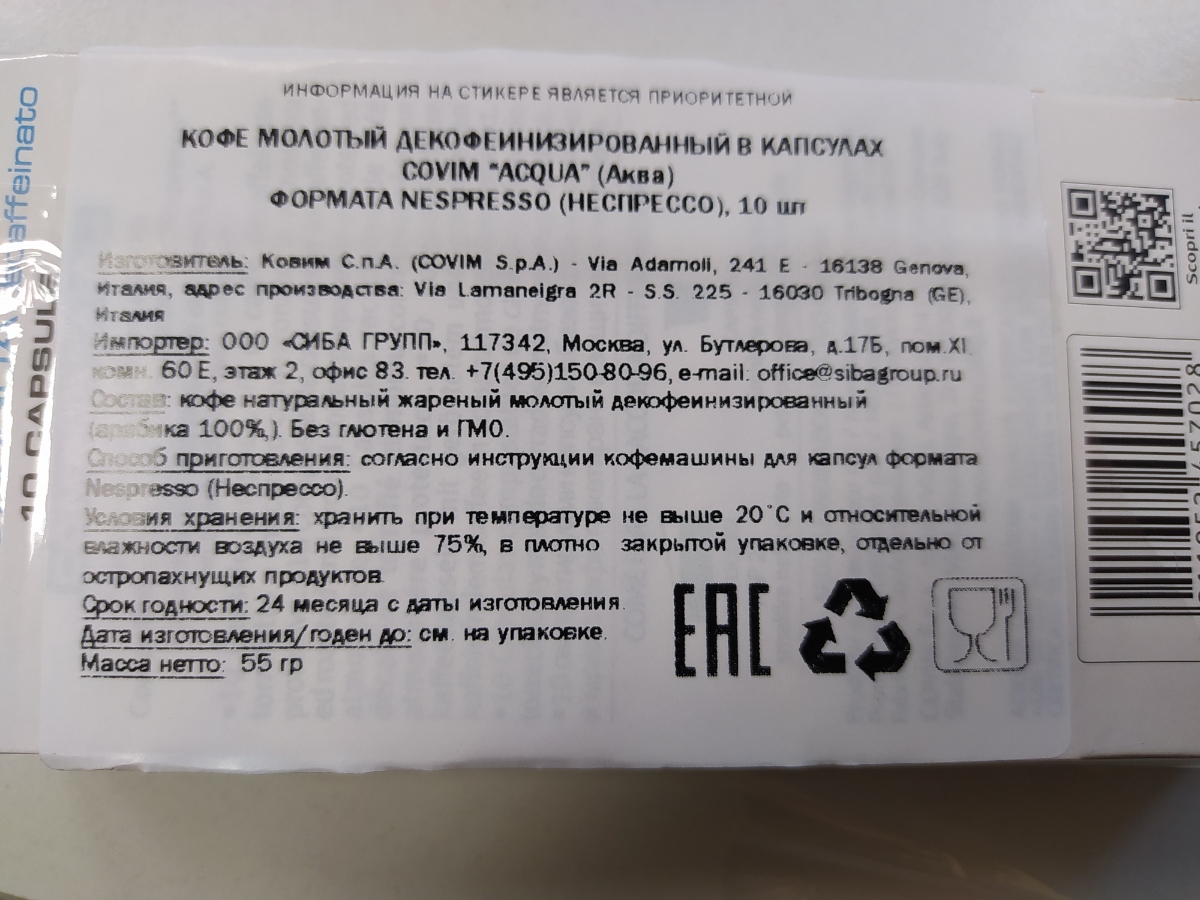 ИНФОРМАЦИЯ НА СТИКЕРЕ ЯВЛЯЕТСЯ ПРИОРИТЕТНОЙ
КОФЕ МОЛОТЫЙ ДЕКОФЕИНИЗИРОВАННЫЙ В КАПСУЛАХ
COVIM "ACQUA" (Аква)
ФОРМАТА NESPRESSO (НЕСПРЕССО), 10 шт
Изготовитель: Ковим С.п.А. (COVIM S.p.A.) - Via Adamoli, 241 E - 16138 Genova,
Италия, адрес производства: Via Lamaneigra 2R - S.S. 225 - 16030 Tribogna (GE),
Италия
Импортер: ООО «СИБА ГРУПП», 117342, Москва, ул. Бутлерова, д.17Б, пом.XI
комн. 60 Е, этаж 2, офис 83. тел. +7(495)150-80-96, e-mail: office@sibagroup.ru
Состав: кофе натуральный жареный молотый декофеинизированный
(арабика 100%,). Без глютена и ГМО.
Способ приготовления: согласно инструкции кофемашины для капсул формата
Nespresso (Неспрессо).
Условия хранения: хранить при температуре не выше 20°С и относительной
влажности воздуха не выше 75%, в плотно закрытой упаковке, отдельно от
остропахнущих продуктов.
Срок годности: 24 месяца с даты изготовления.
Дата изготовления/годен до: см. на упаковке.
Масса нетто: 55 гр
EAC
10 CAPSULE
Scopri il